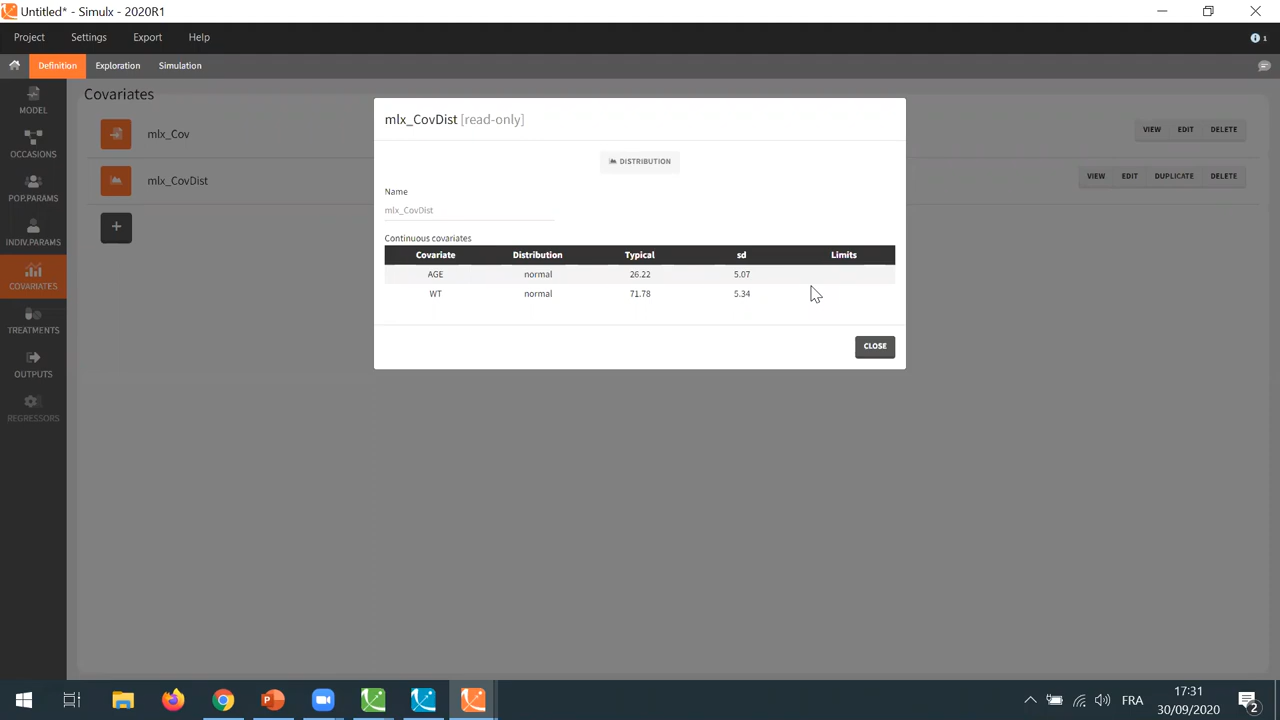 Untitled* - Simulx - 2020R1
Project Settings Export Help
1
Definition Exploration Simulation
MODEL
OCCASIONS
POP.PARAMS
INDIV.PARAMS
COVARIATES
TREATMENTS
OUTPUTS
REGRESSORS
Covariates
mlx_Cov VIEW EDIT DELETE
mlx_CovDist VIEW EDIT DUPLICATE DELETE
+
mlx_CovDist [read-only]
DISTRIBUTION
Name
mlx_CovDist
Continuous covariates
Covariate Distribution Typical sd Limits
AGE normal 26.22 5.07
WT normal 71.78 5.34
CLOSE
FRA
17:31
30/09/2020
2